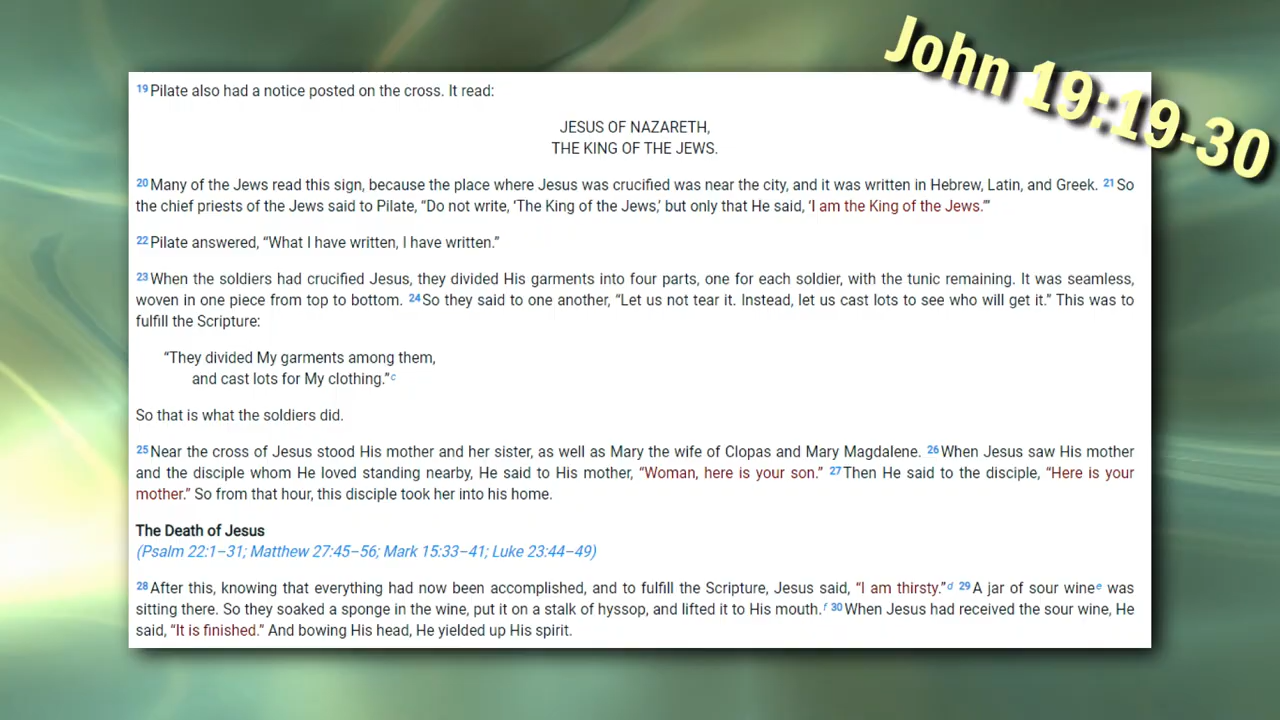 John 19:19-30
19 Pilate also had a notice posted on the cross. It read:
JESUS OF NAZARETH,
THE KING OF THE JEWS.
20 Many of the Jews read this sign, because the place where Jesus was crucified was near the city, and it was written in Hebrew, Latin, and Greek. 21 So
the chief priests of the Jews said to Pilate, “Do not write, ‘The King of the Jews,’ but only that He said, ‘I am the King of the Jews.’”
22 Pilate answered, “What I have written, I have written.”
23 When the soldiers had crucified Jesus, they divided His garments into four parts, one for each soldier, with the tunic remaining. It was seamless,
woven in one piece from top to bottom. 24 So they said to one another, “Let us not tear it. Instead, let us cast lots to see who will get it.” This was to
fulfill the Scripture:
“They divided My garments among them,
and cast lots for My clothing.” c
So that is what the soldiers did.
25 Near the cross of Jesus stood His mother and her sister, as well as Mary the wife of Clopas and Mary Magdalene. 26 When Jesus saw His mother
and the disciple whom He loved standing nearby, He said to His mother, “Woman, here is your son.” 27 Then He said to the disciple, “Here is your
mother.” So from that hour, this disciple took her into his home.
The Death of Jesus
(Psalm 22:1–31; Matthew 27:45–56; Mark 15:33–41; Luke 23:44–49)
28 After this, knowing that everything had now been accomplished, and to fulfill the Scripture, Jesus said, “I am thirsty.” d 29 A jar of sour wine e was
sitting there. So they soaked a sponge in the wine, put it on a stalk of hyssop, and lifted it to His mouth. f 30 When Jesus had received the sour wine, He
said, “It is finished.” And bowing His head, He yielded up His spirit.